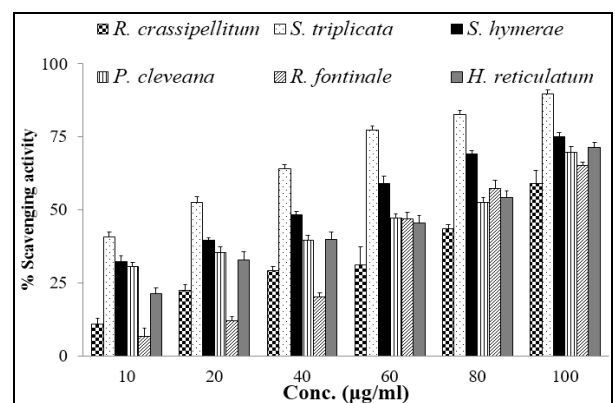 R. crassipellitum S. triplicata S. hymerae
P. cleveana R. fontinale H. reticulatum
100
75
50
25
0
% Scavenging activity
10 20 40 60 80 100
Conc. (µg/ml)